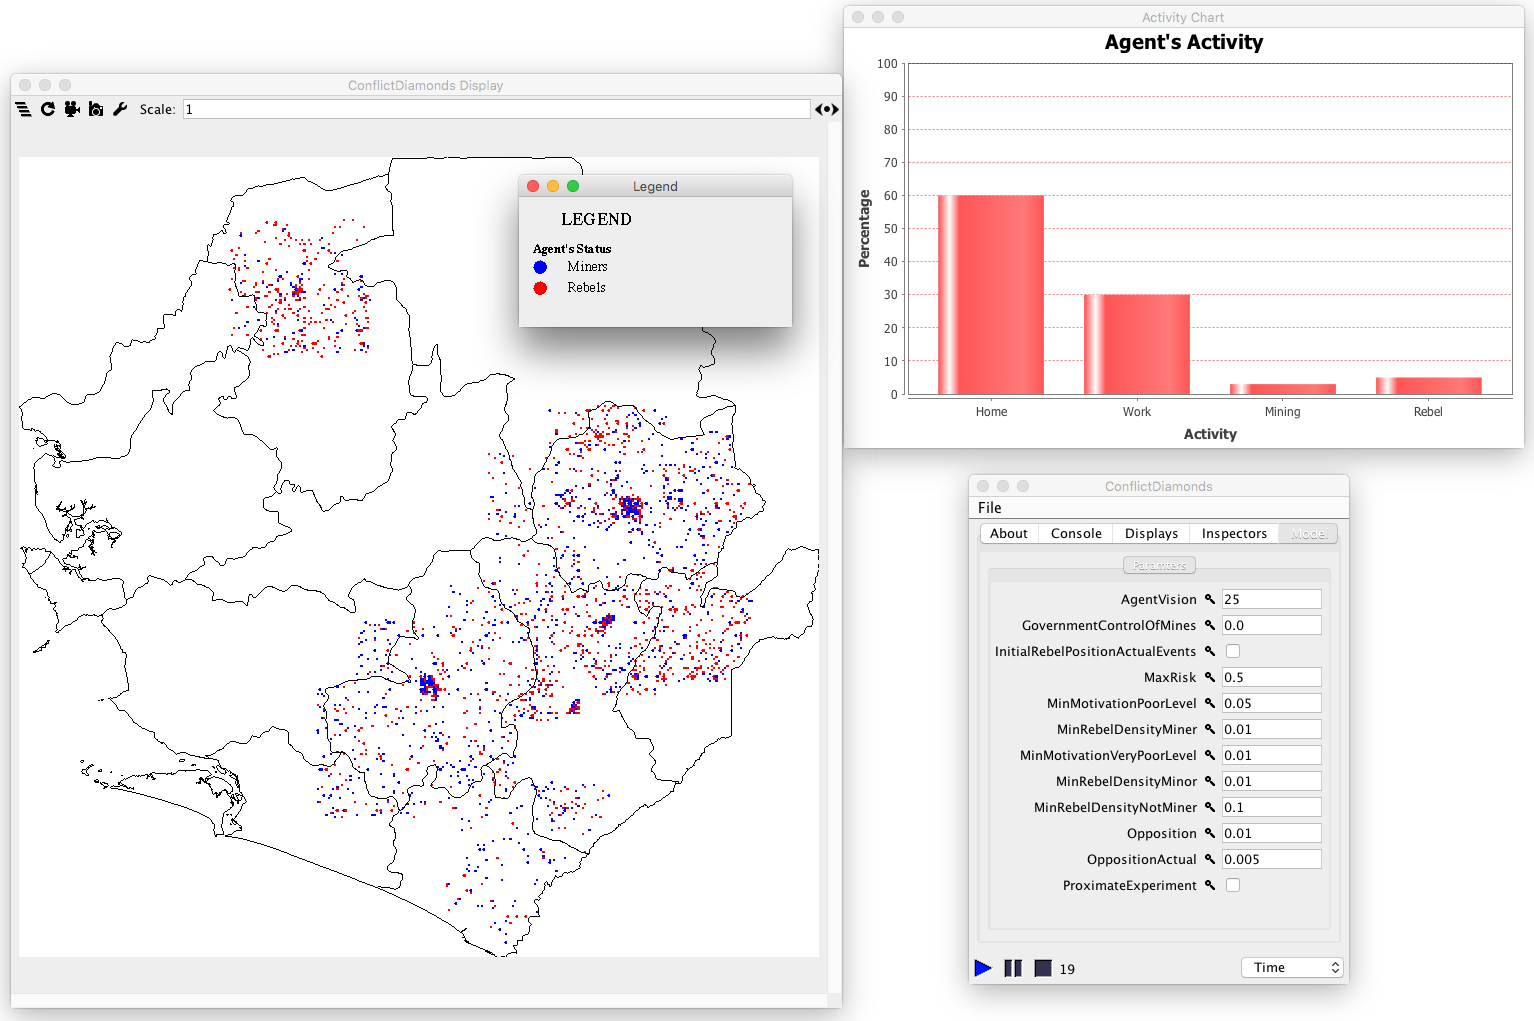 ConflictDiamonds Display
Scale: 1
Legend
LEGEND
Agent's Status
Miners
Rebels
Activity Chart
Agent's Activity
Percentage
100
90
80
70
60
50
40
30
20
10
0
Home Work Mining Rebel
Activity
ConflictDiamonds
File
About Console Displays Inspectors Model
Paramters
AgentVision 25
GovernmentControlOfMines 0.0
InitialRebelPositionActualEvents
MaxRisk 0.5
MinMotivationPoorLevel 0.05
MinRebelDensityMiner 0.01
MinMotivationVeryPoorLevel 0.01
MinRebelDensityMinor 0.01
MinRebelDensityNotMiner 0.1
Opposition 0.01
OppositionActual 0.005
ProximateExperiment
19 Time